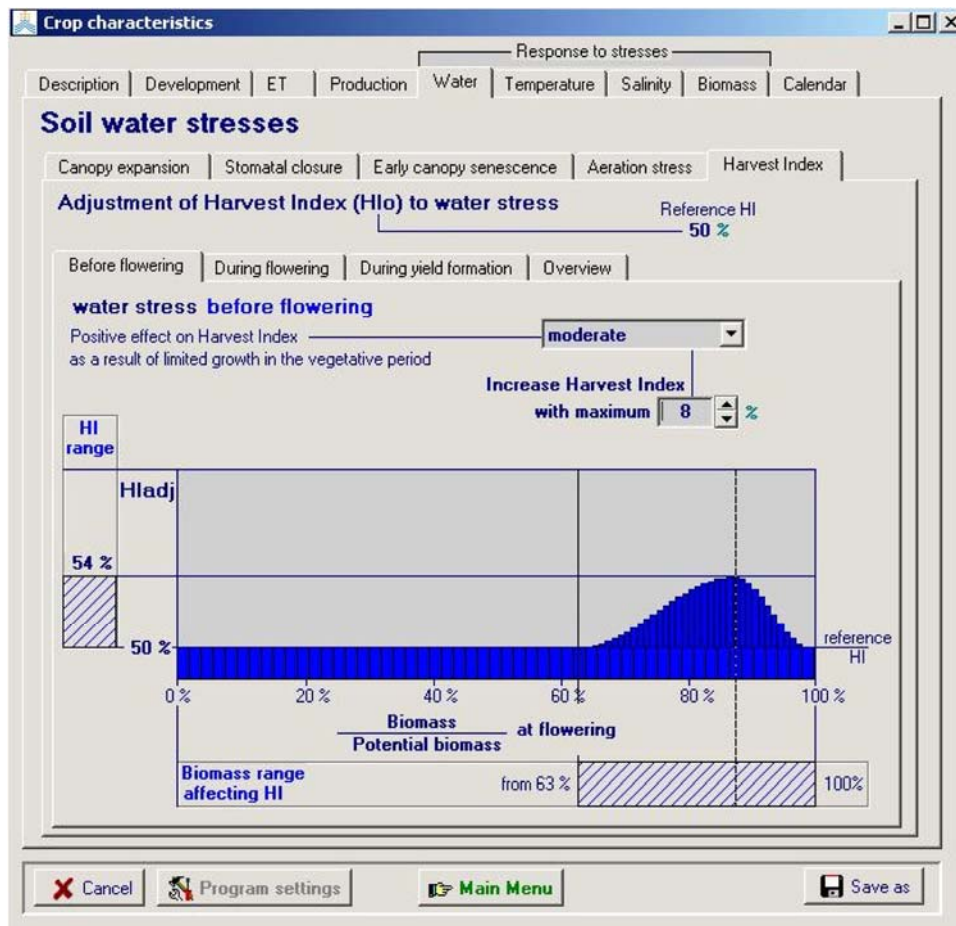 Crop characteristics
Response to stresses
Description Development ET Production Water Temperature Salinity Biomass Calendar
Soil water stresses
Canopy expansion Stomatal closure Early canopy senescence Aeration stress Harvest Index
Adjustment of Harvest Index (HIo) to water stress
Reference HI
50 %
Before flowering During flowering During yield formation Overview
water stress before flowering
Positive effect on Harvest Index
as a result of limited growth in the vegetative period
moderate
Increase Harvest Index
with maximum 8 %
HI
range
HIadj
54 %
50 %
reference
HI
0 % 20 % 40 % 60 % 80 % 100 %
Biomass
Potential biomass
at flowering
Biomass range
affecting HI
from 63 %
100%
Cancel Program settings Main Menu Save as